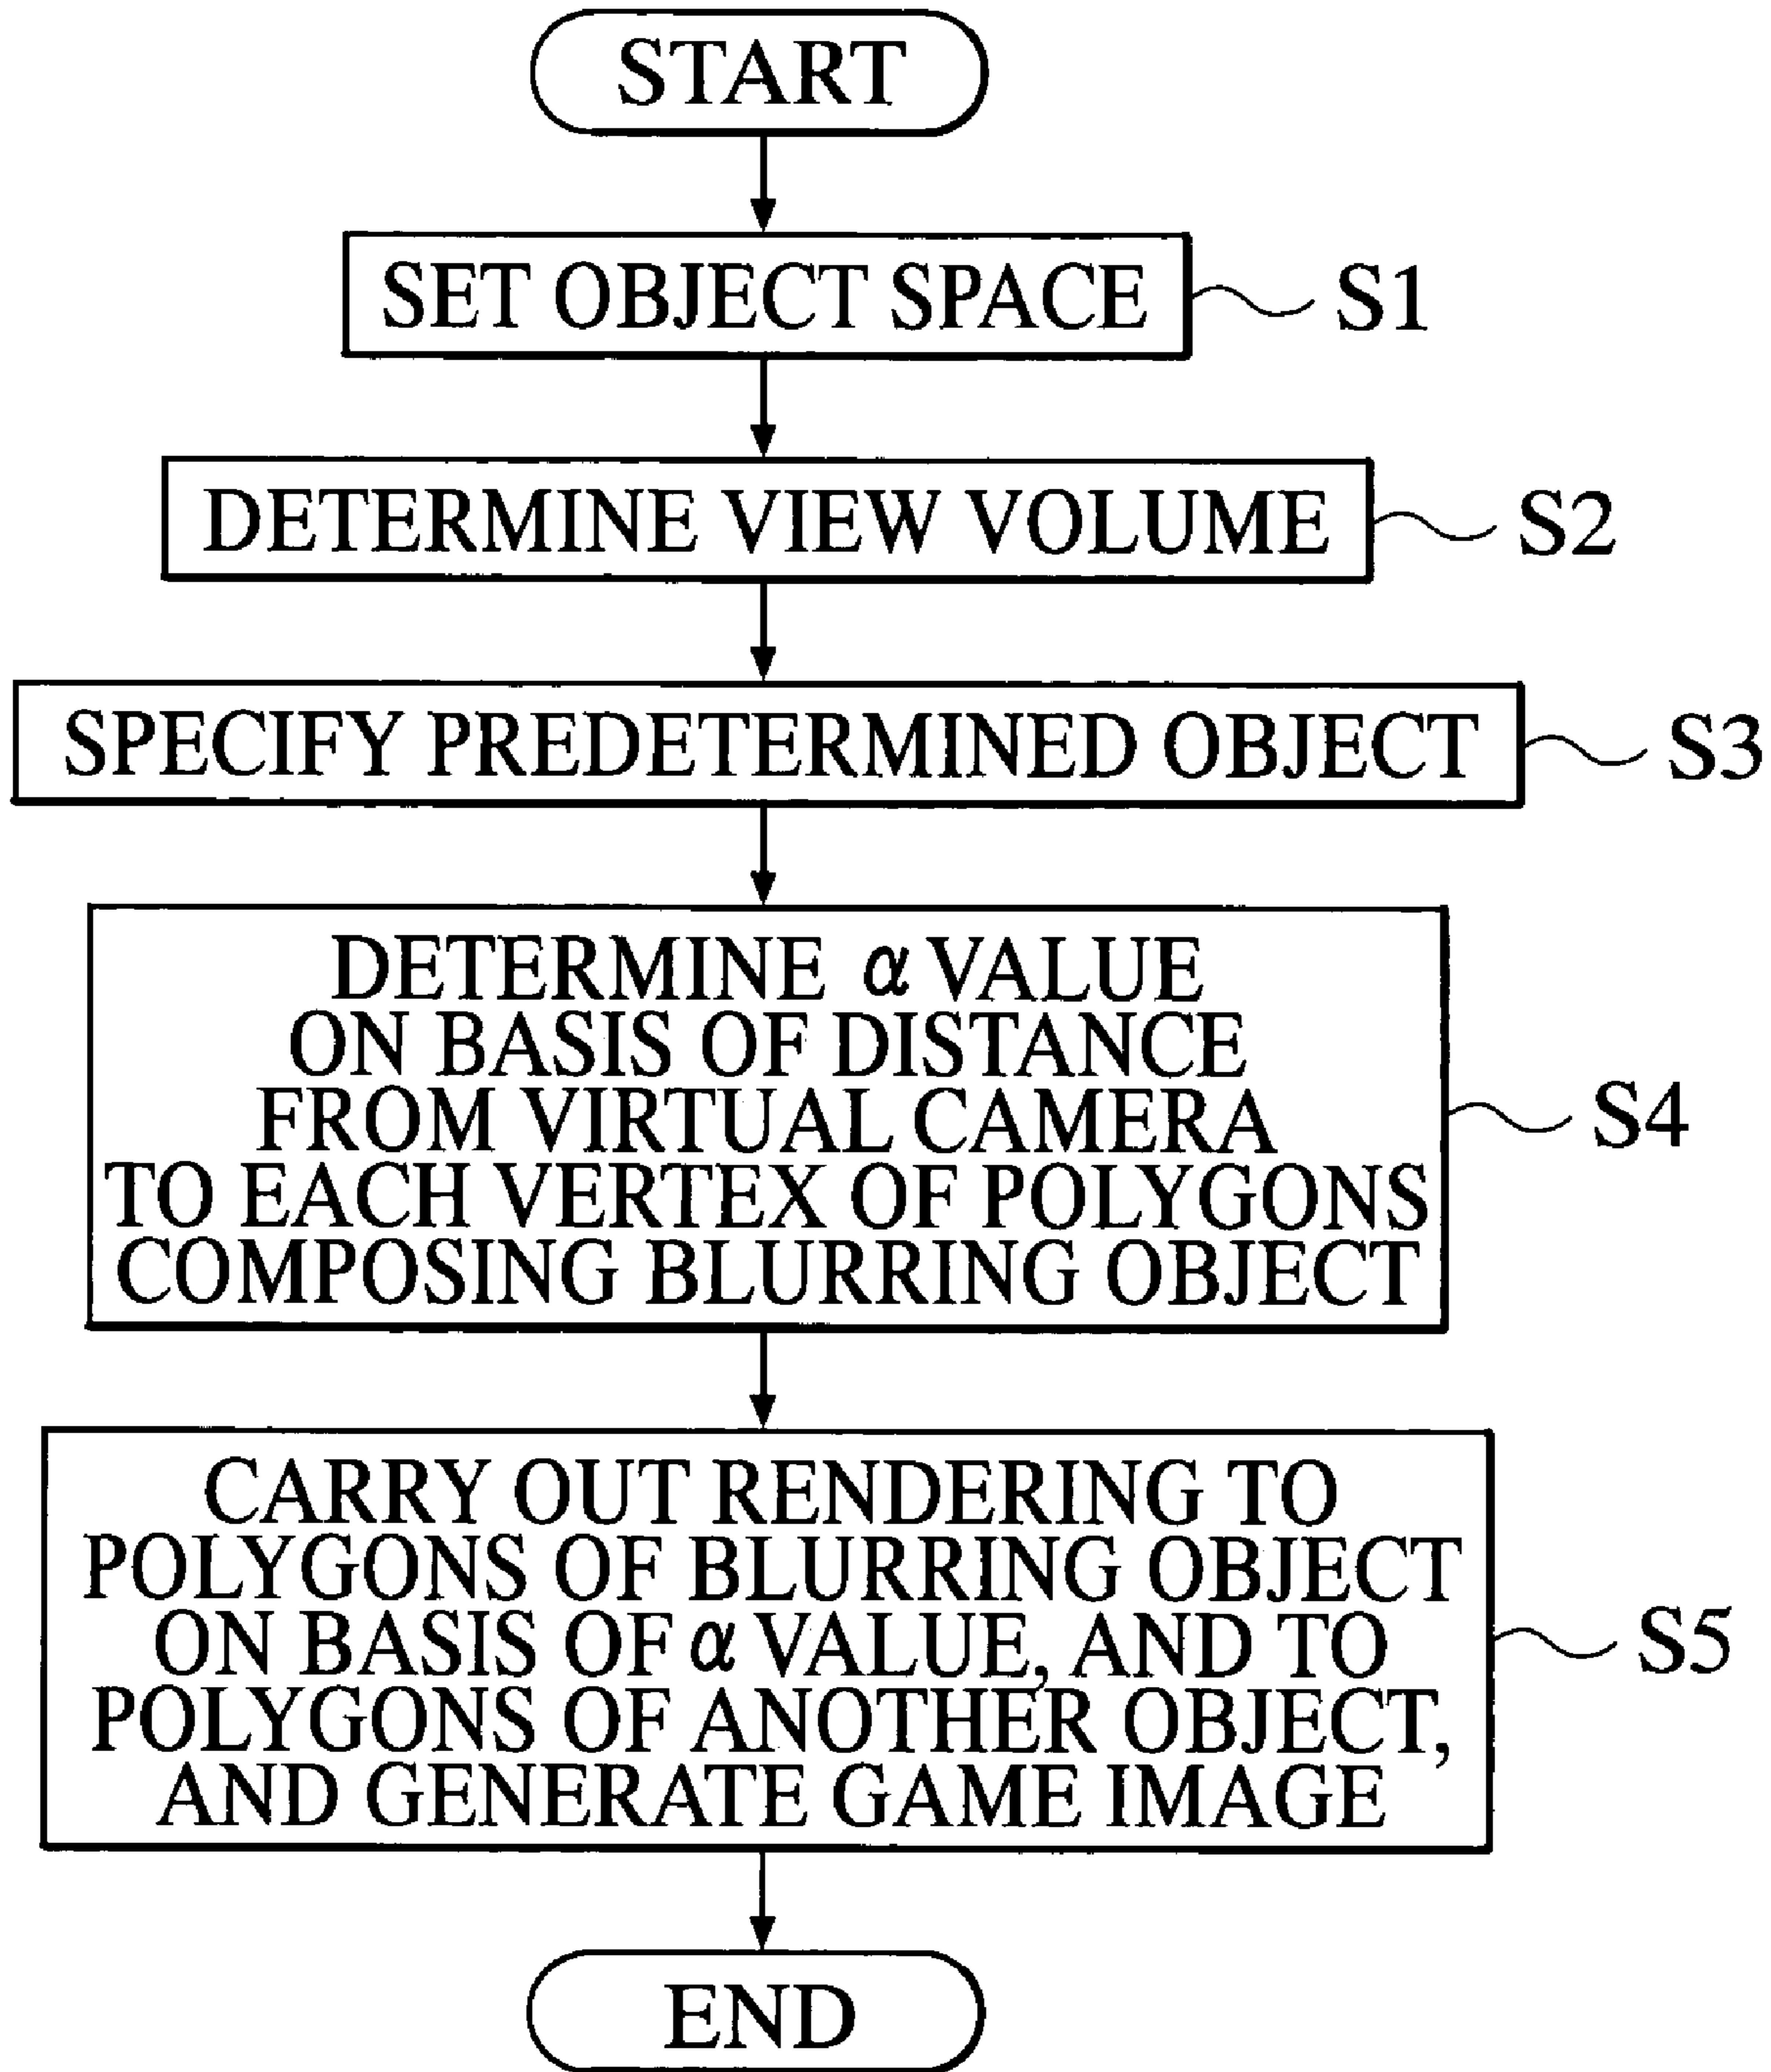 START
SET OBJECT SPACE
S1
DETERMINE VIEW VOLUME
S2
SPECIFY PREDETERMINED OBJECT
S3
DETERMINE α VALUE
ON BASIS OF DISTANCE
FROM VIRTUAL CAMERA
TO EACH VERTEX OF POLYGONS
COMPOSING BLURRING OBJECT
S4
CARRY OUT RENDERING TO
POLYGONS OF BLURRING OBJECT
ON BASIS OF α VALUE, AND TO
POLYGONS OF ANOTHER OBJECT,
AND GENERATE GAME IMAGE
S5
END